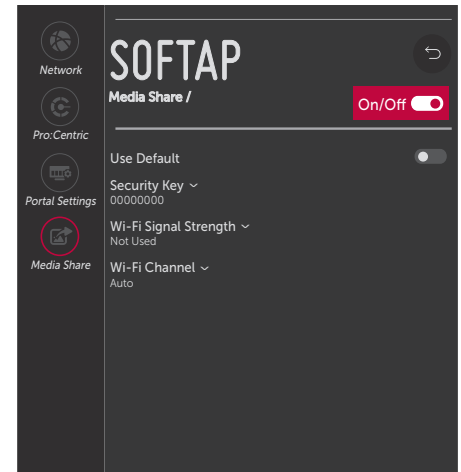 Network
Pro:Centric
Portal Settings
Media Share
SOFTAP
Media Share /
On/Off
Use Default
Security Key
00000000
Wi-Fi Signal Strength
Not Used
Wi-Fi Channel
Auto